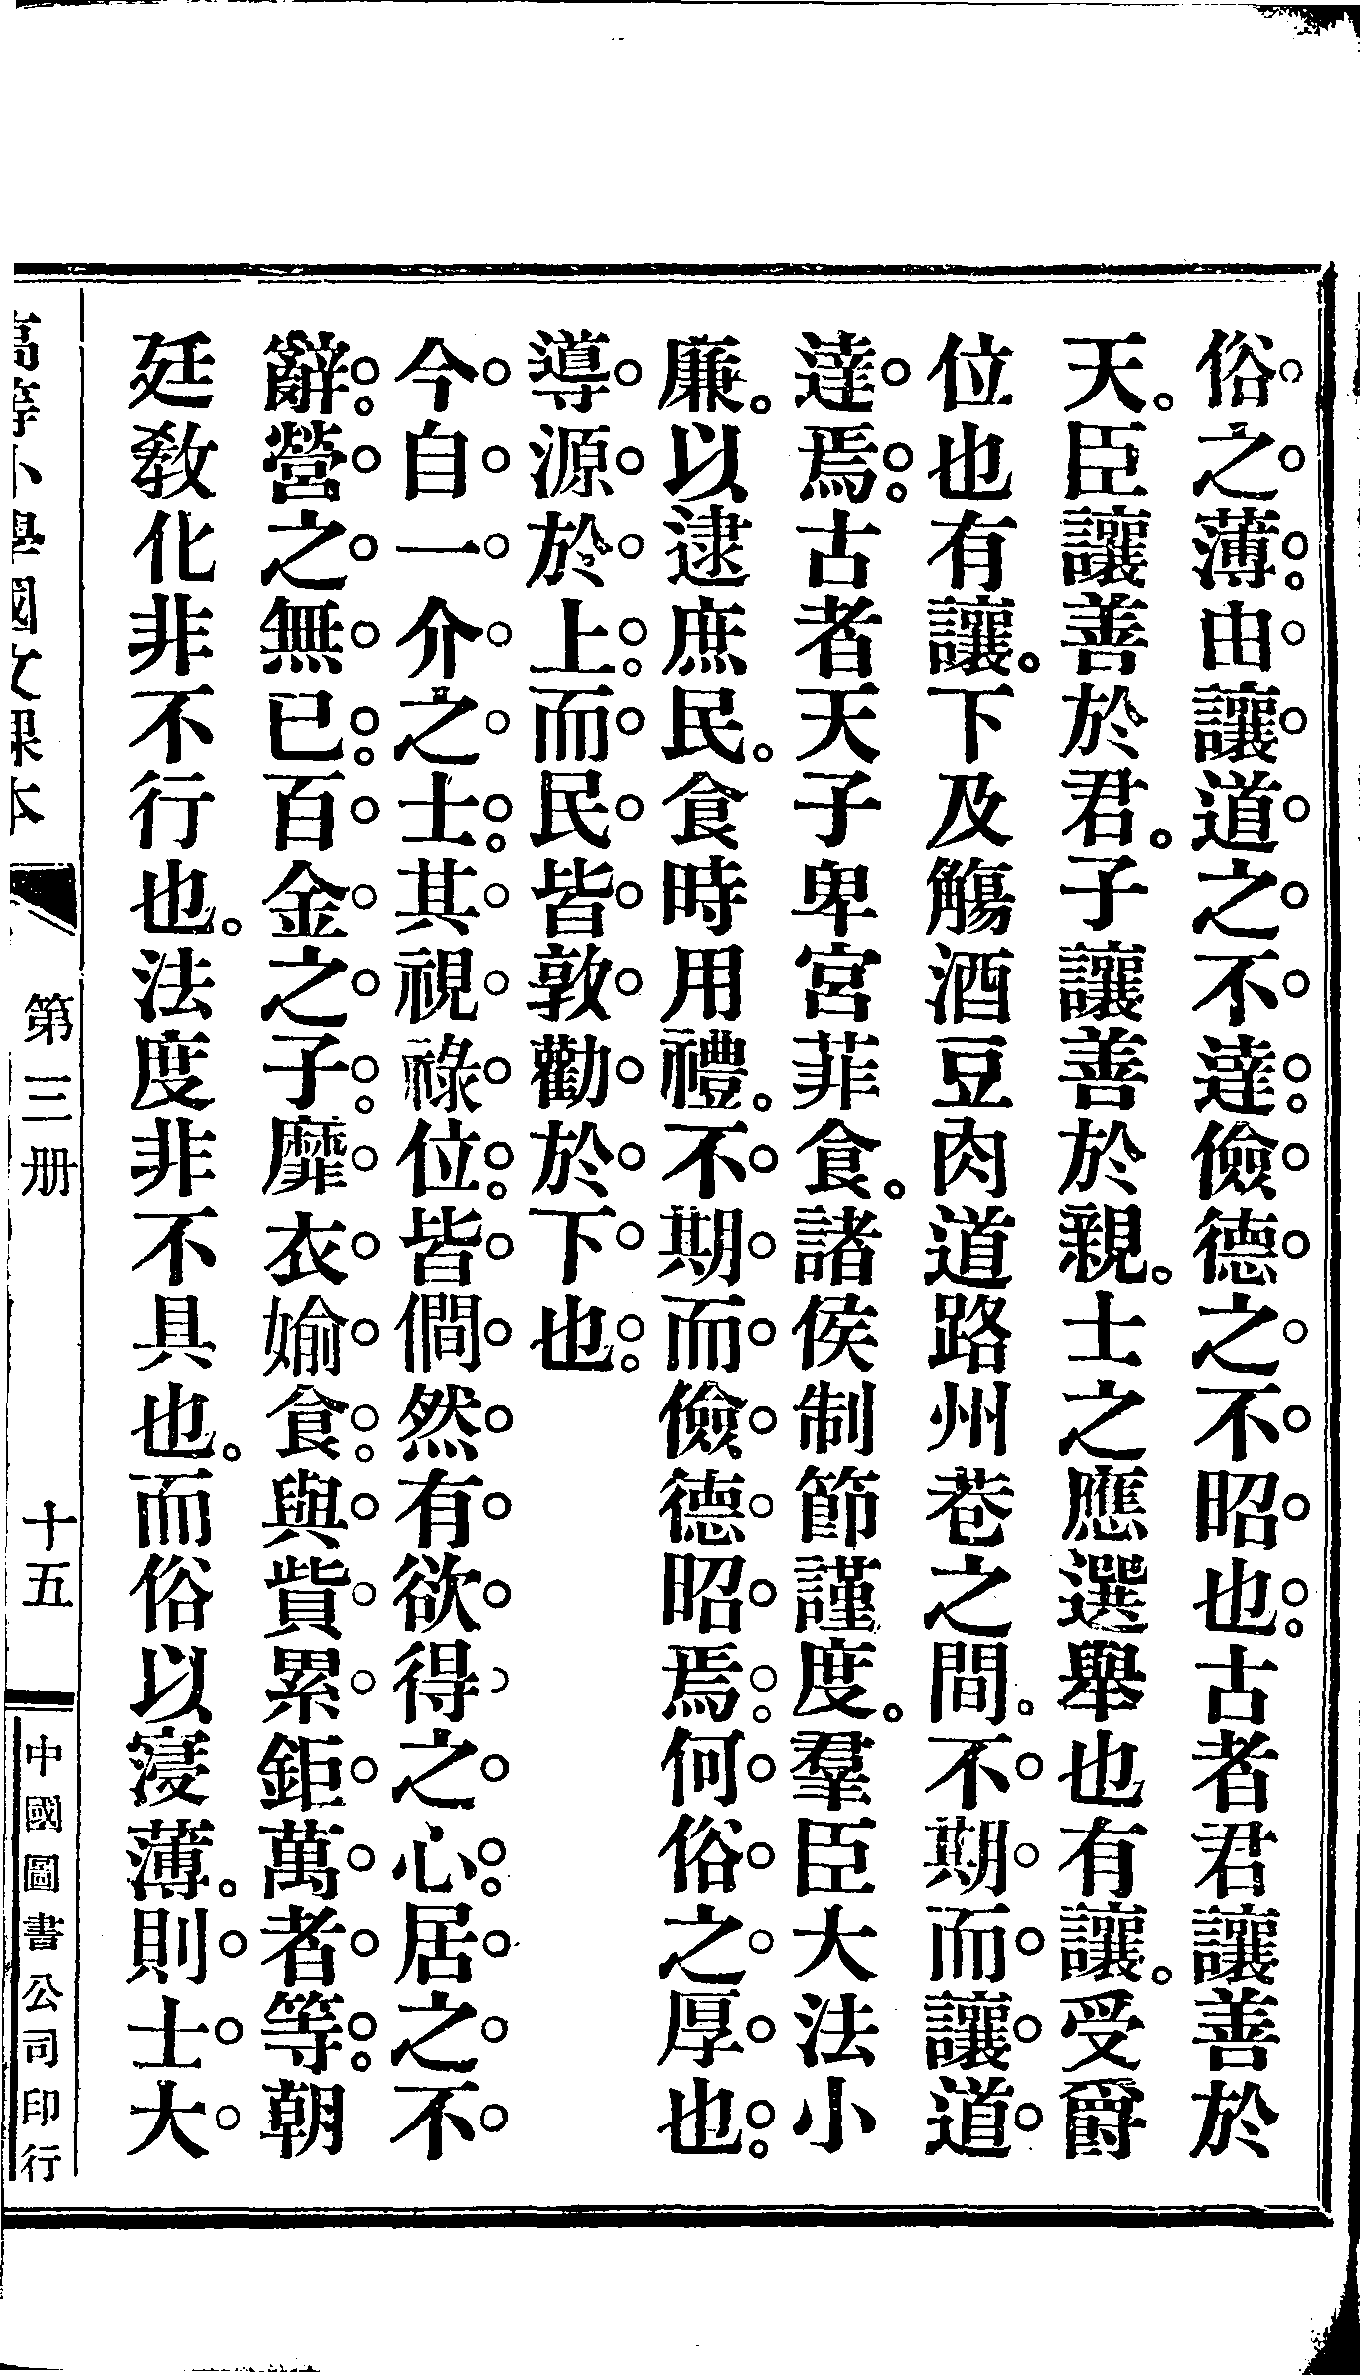 俗之薄。由讓道之不達。儉德之不昭也。古者君讓善於
天。臣讓善於君。子讓善於親。士之應選舉也有讓。受爵
位也有讓。下及觴酒豆肉道路州巷之間。不期而讓道
達焉。古者天子卑宮菲食。諸侯制節謹度。羣臣大法小
廉。以逮庶民。食時用禮。不期而儉德昭焉。何俗之厚也。
導源於上。而民皆敦勸於下也。
今自一介之士。其視祿位。皆僩然有欲得之心。居之不
辭。營之無已。百金之子。靡衣媮食。與貲累鉅萬者等。朝
廷敎化非不行也。法度非不具也。而俗以寖薄。則士大
高等小學國文課本 第三册 十五 中國圖書公司印行